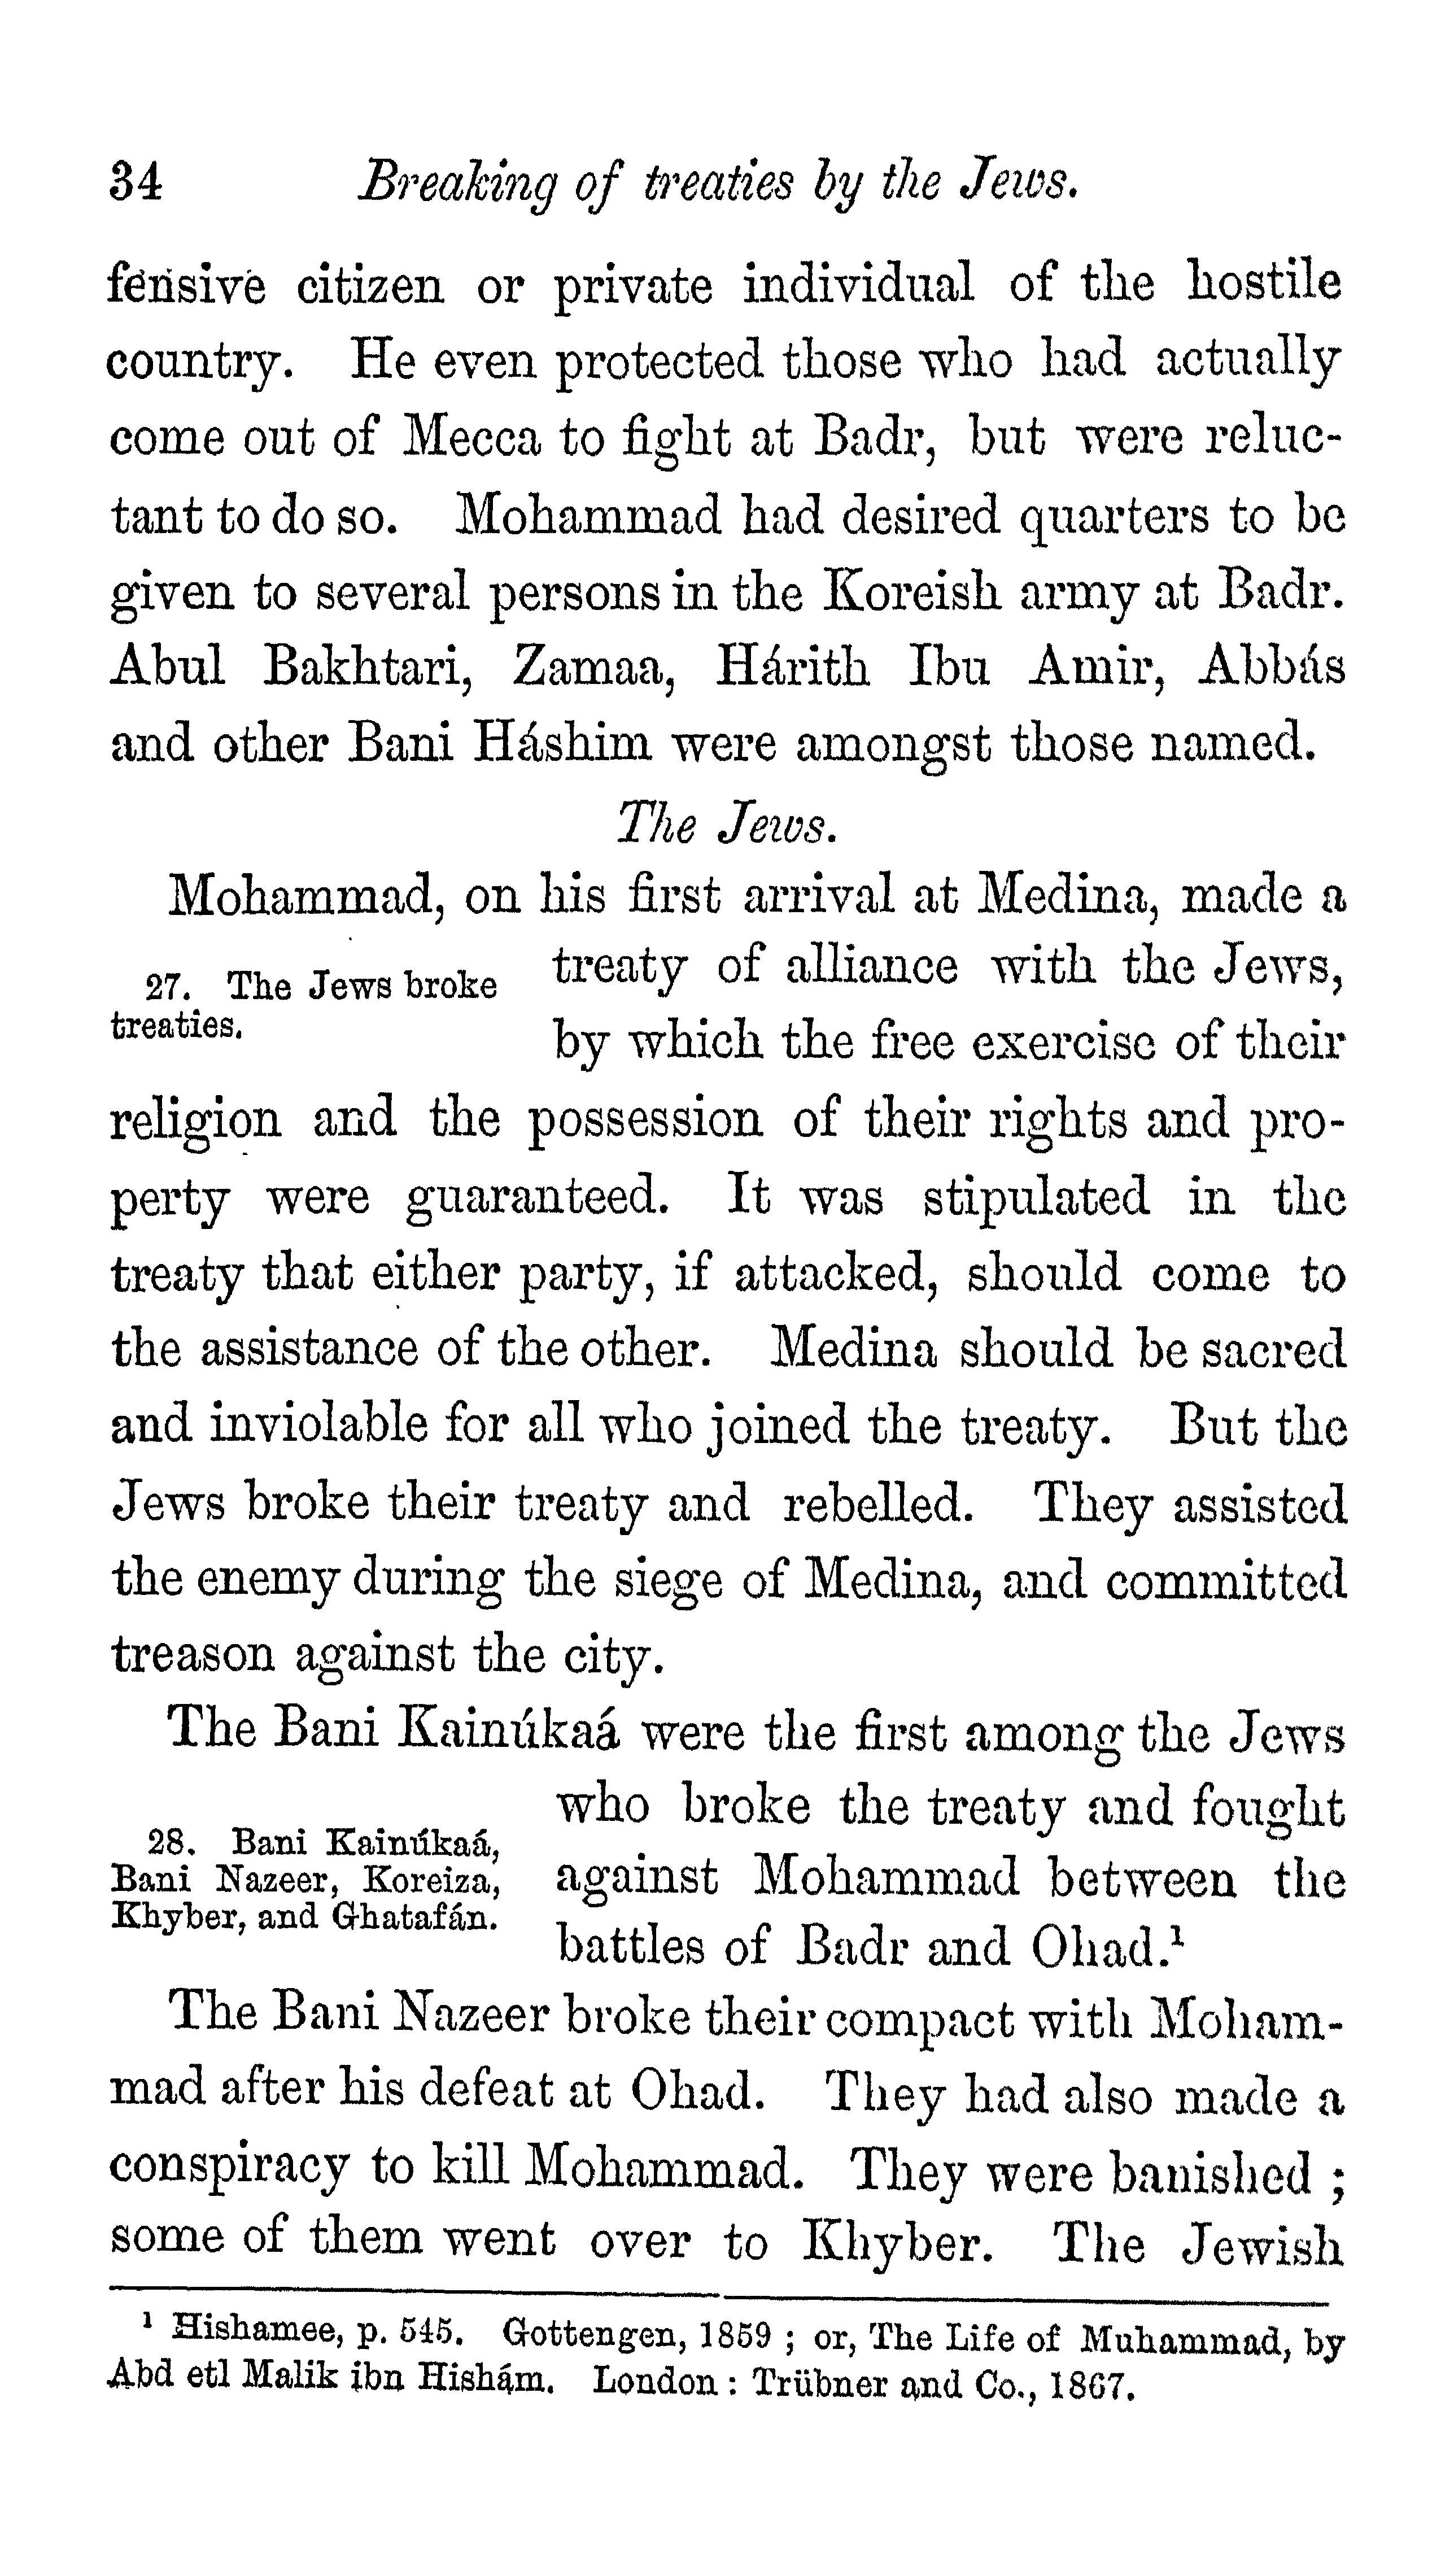 34 Breaking of treaties by the Jews.
fensive citizen or private individual of the hostile
country. He even protected those who had actually
come out of Mecca to fight at Badr, but were reluc-
tant to do so. Mohammad had desired quarters to be
given to several persons in the Koreish army at Badr.
Abul Bakhtari, Zamaa, Hárith Ibu Amir, Abbás
and other Bani Háshim were amongst those named.
The Jews.
Mohammad, on his first arrival at Medina, made a
27. The Jews broke
treaties.
treaty of alliance with the Jews,
by which the free exercise of their
religion and the possession of their rights and pro-
perty were guaranteed. It was stipulated in the
treaty that either party, if attacked, should come to
the assistance of the other. Medina should be sacred
and inviolable for all who joined the treaty. But the
Jews broke their treaty and rebelled. They assisted
the enemy during the siege of Medina, and committed
treason against the city.
The Bani Kainúkaá were the first among the Jews
28. Bani Kainúkaá,
Bani Nazeer, Koreiza,
Khyber, and Ghatafán.
who broke the treaty and fought
against Mohammad between the
battles of Badr and Ohad.¹
The Bani Nazeer broke their compact with Moham-
mad after his defeat at Ohad. They had also made a
conspiracy to kill Mohammad. They were banished ;
some of them went over to Khyber. The Jewish
¹ Hishamee, p. 545. Gottengen, 1859 ; or, The Life of Muhammad, by
Abd etl Malik ibn Hishám. London : Trübner and Co., 1867.